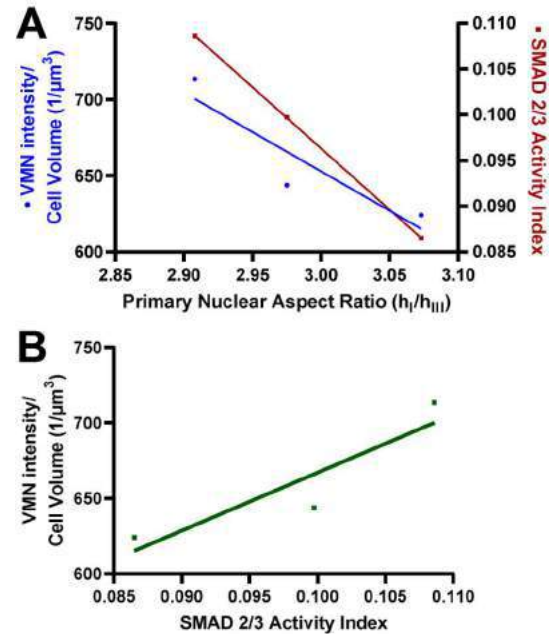 A
• VMN intensity/
Cell Volume (1/µm³)
750
700
650
600
0.110
0.105
0.100
0.095
0.090
0.085
▪ SMAD 2/3 Activity Index
2.85 2.90 2.95 3.00 3.05 3.10
Primary Nuclear Aspect Ratio (hI/hIII)
B
VMN intensity/
Cell Volume (1/µm³)
750
700
650
600
0.085 0.090 0.095 0.100 0.105 0.110
SMAD 2/3 Activity Index